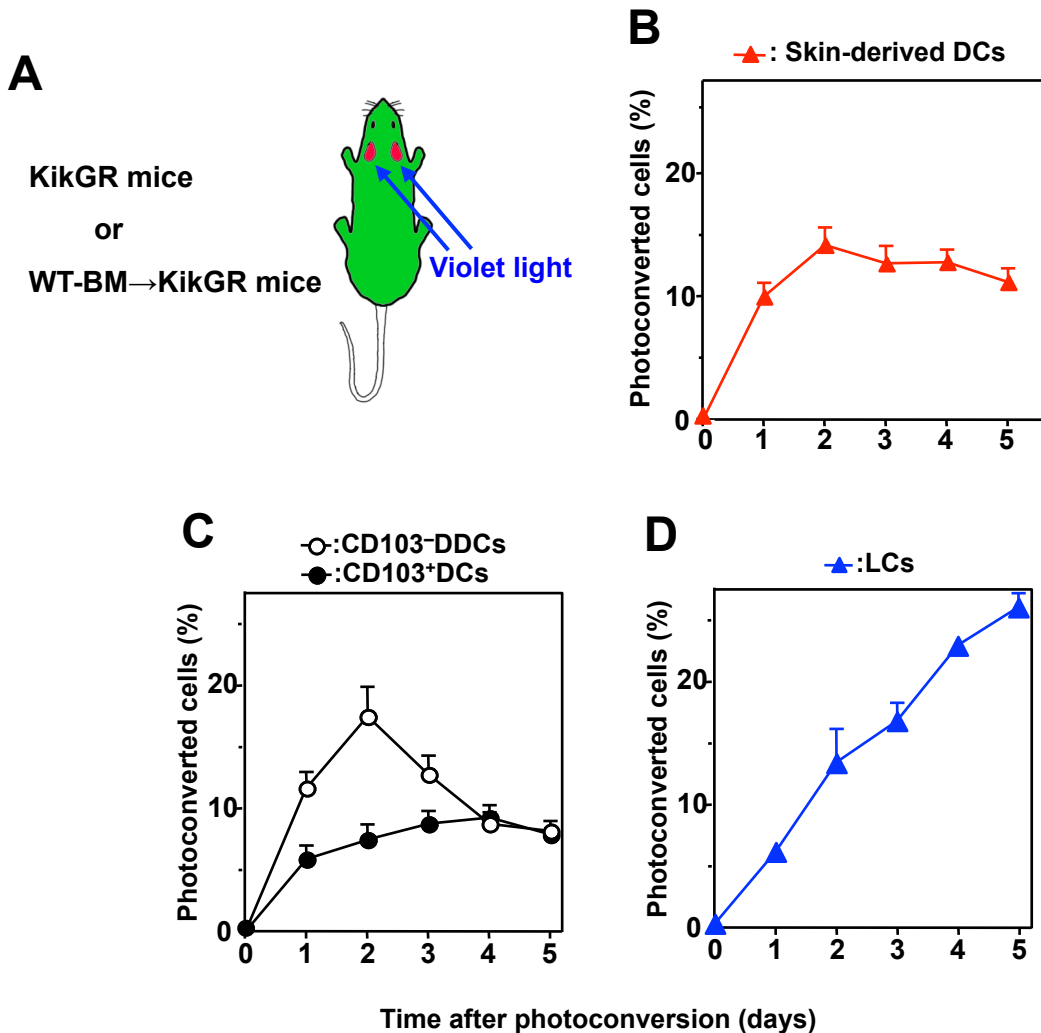 A
KikGR mice
or
WT-BM→KikGR mice
Violet light
B
: Skin-derived DCs
Photoconverted cells (%)
20
10
0
0 1 2 3 4 5
C
:CD103⁻DDCs
:CD103⁺DCs
Photoconverted cells (%)
20
10
0
0 1 2 3 4 5
D
:LCs
Photoconverted cells (%)
20
10
0
0 1 2 3 4 5
Time after photoconversion (days)